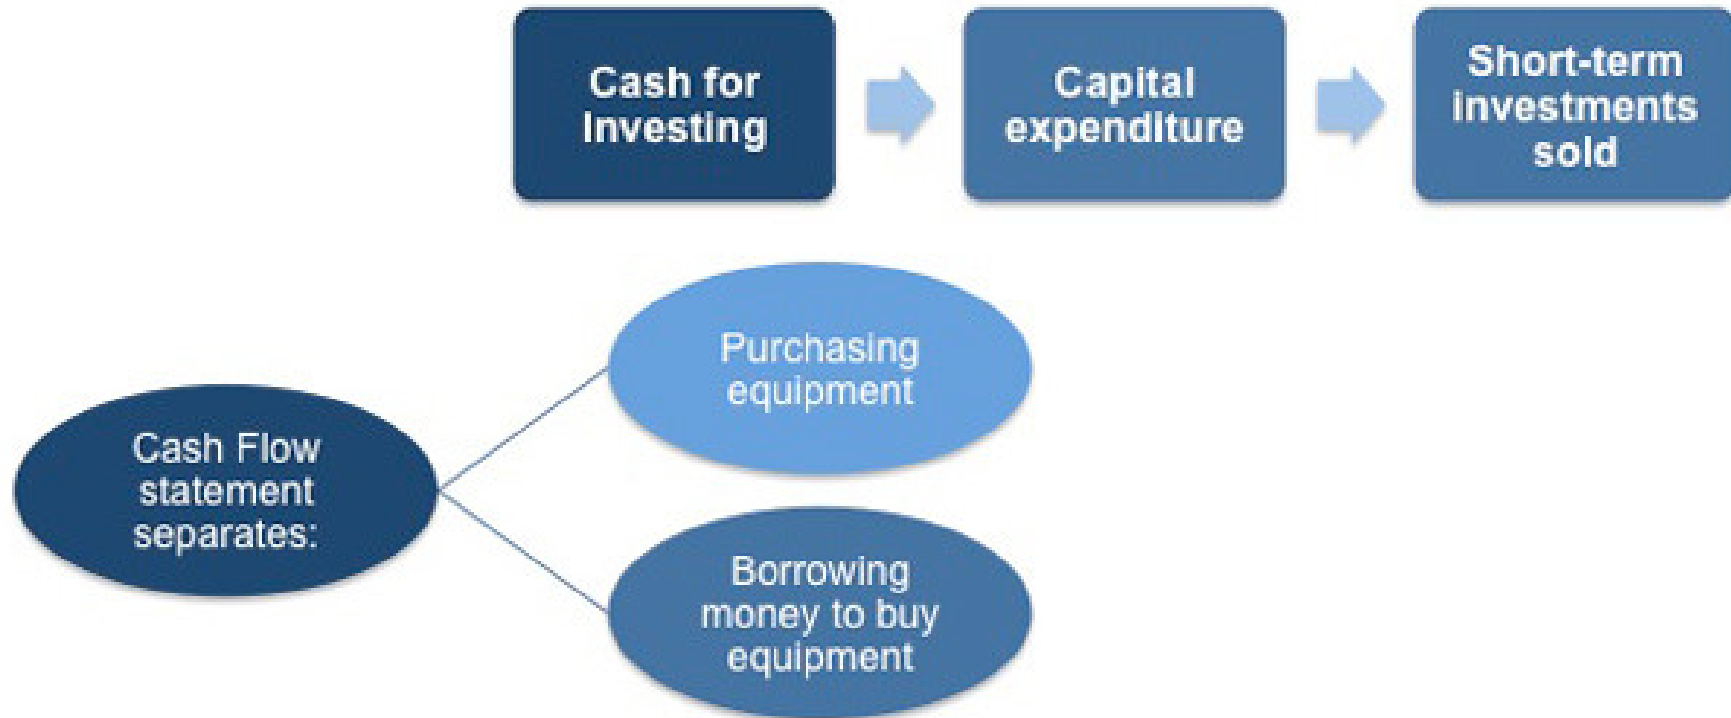 Cash for
Investing
Capital
expenditure
Short-term
investments
sold
Purchasing
equipment
Cash Flow
statement
separates:
Borrowing
money to buy
equipment